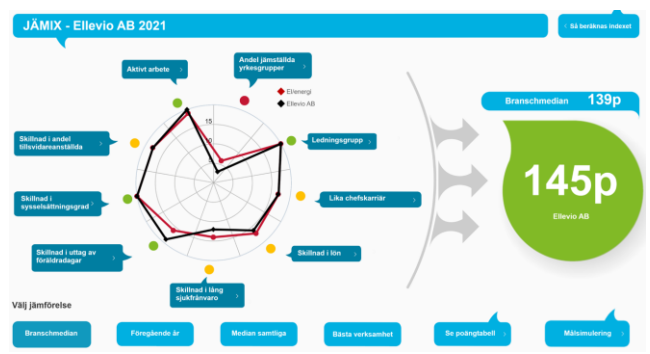 JÄMIX - Ellevio AB 2021
Så beräknas indexet
Andel jämställda
yrkesgrupper
Aktivt arbete
El/energi
Ellevio AB
15
Ledningsgrupp
Skillnad i andel
tillsvidareanställda
Lika chefskarriär
Skillnad i
sysselsättningsgrad
Skillnad i lön
Skillnad i uttag av
föräldradagar
Skillnad i lång
sjukfrånvaro
Branschmedian 139p
145p
Ellevio AB
Välj jämförelse
Branschmedian
Föregående år
Median samtliga
Bästa verksamhet
Se poängtabell
Målsimulering